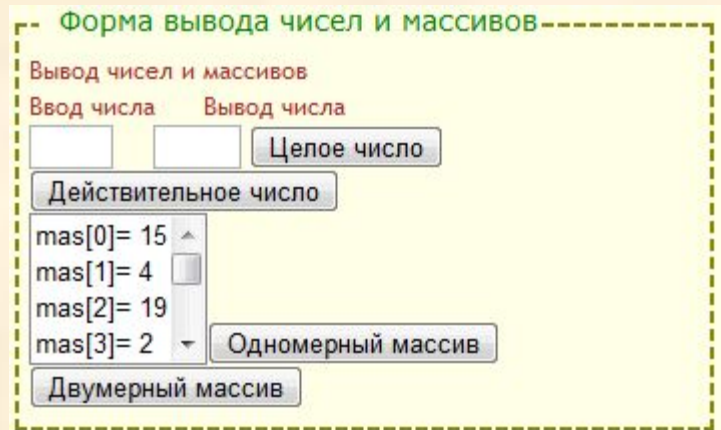 Форма вывода чисел и массивов
Вывод чисел и массивов
Ввод числа Вывод числа
Целое число
Действительное число
mas[0]= 15
mas[1]= 4
mas[2]= 19
mas[3]= 2
Одномерный массив
Двумерный массив